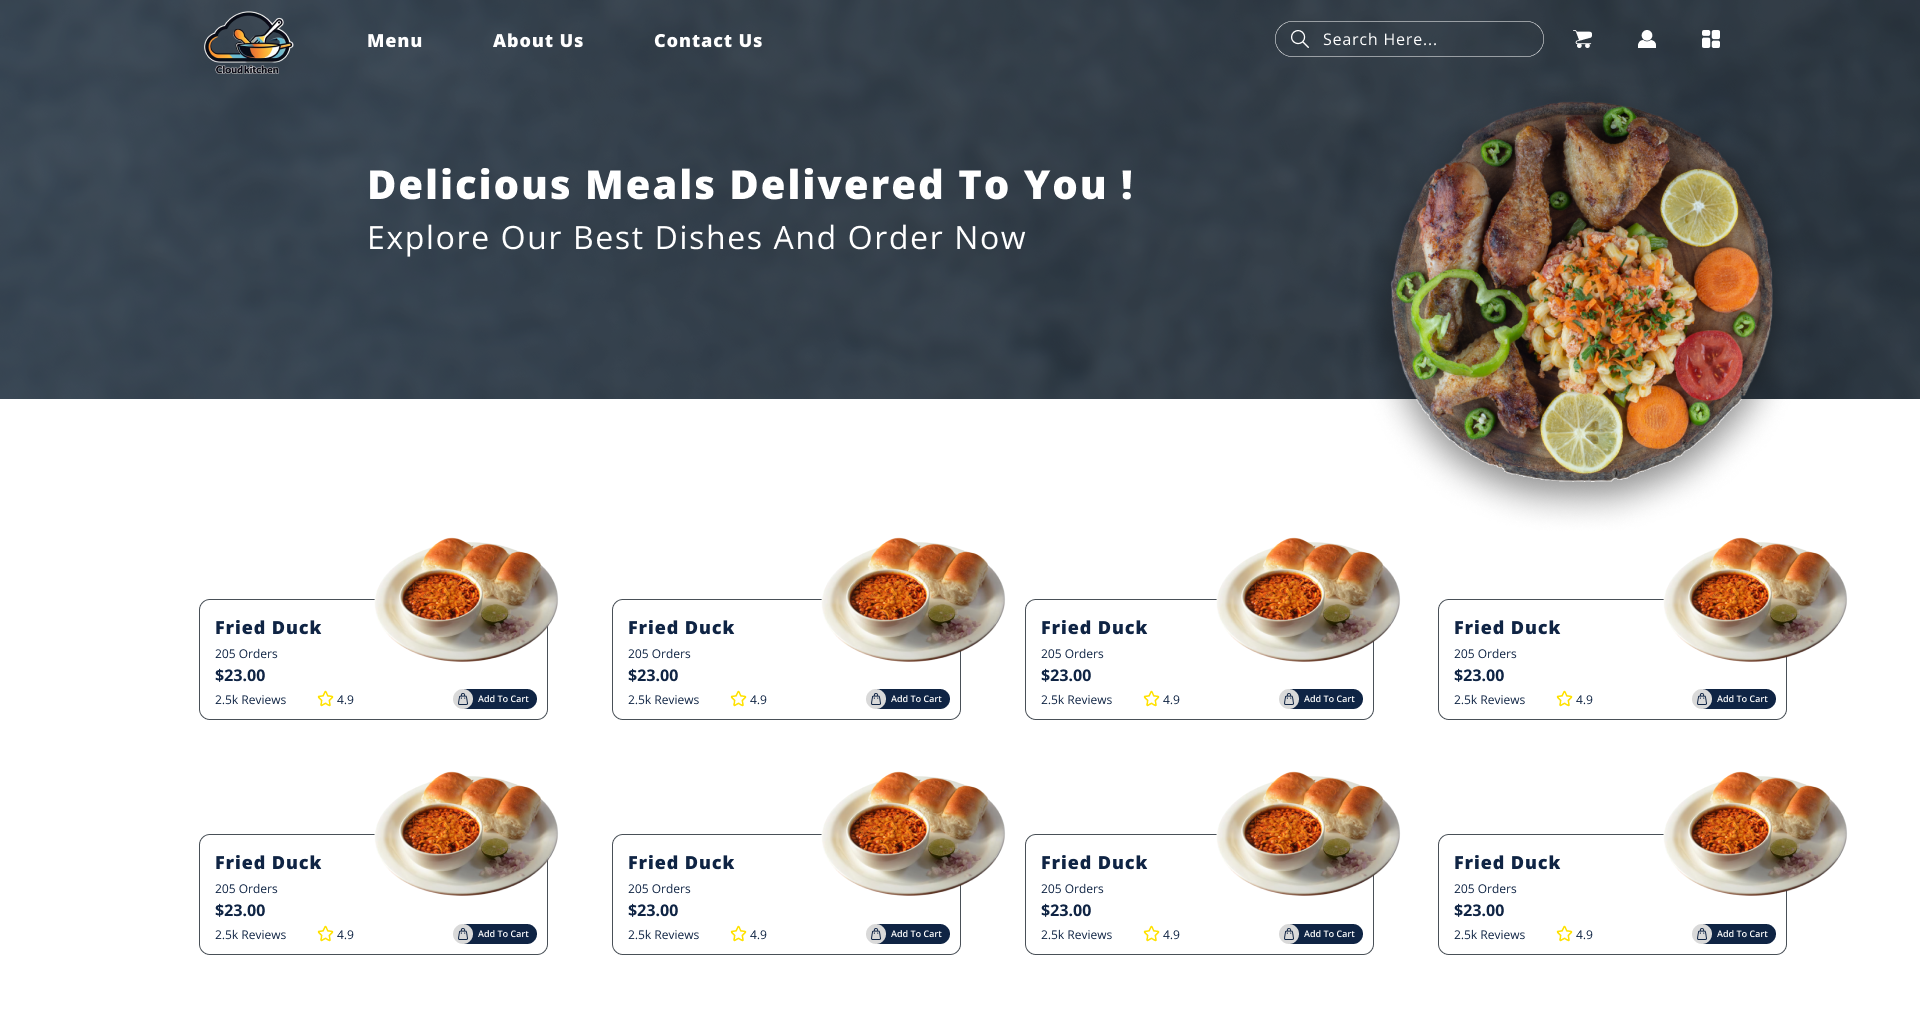 Cloudkitchen
Menu
About Us
Contact Us
Search Here...
Delicious Meals Delivered To You !
Explore Our Best Dishes And Order Now
Fried Duck
205 Orders
$23.00
2.5k Reviews
4.9
Add To Cart
Fried Duck
205 Orders
$23.00
2.5k Reviews
4.9
Add To Cart
Fried Duck
205 Orders
$23.00
2.5k Reviews
4.9
Add To Cart
Fried Duck
205 Orders
$23.00
2.5k Reviews
4.9
Add To Cart
Fried Duck
205 Orders
$23.00
2.5k Reviews
4.9
Add To Cart
Fried Duck
205 Orders
$23.00
2.5k Reviews
4.9
Add To Cart
Fried Duck
205 Orders
$23.00
2.5k Reviews
4.9
Add To Cart
Fried Duck
205 Orders
$23.00
2.5k Reviews
4.9
Add To Cart